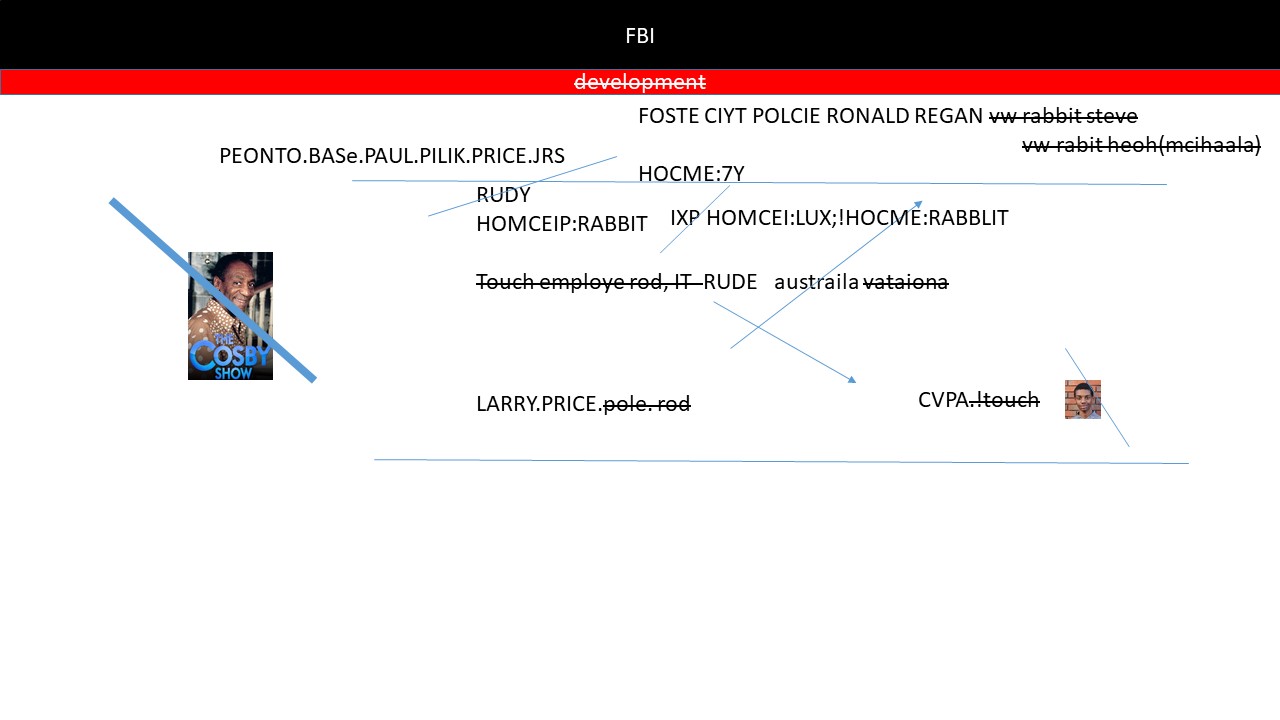 FBI
development
FOSTE CIYT POLCIE RONALD REGAN vw rabbit steve
vw rabit heoh(mcihaala)
PEONTO.BASe.PAUL.PILIK.PRICE.JRS
HOCME:7Y
RUDY
HOMCEIP:RABBIT
IXP HOMCEI:LUX;!HOCME:RABBLIT
Touch employe rod, IT RUDE austraila vataiona
THE
COSBY
SHOW
LARRY.PRICE.pole. rod
CVPA.!touch